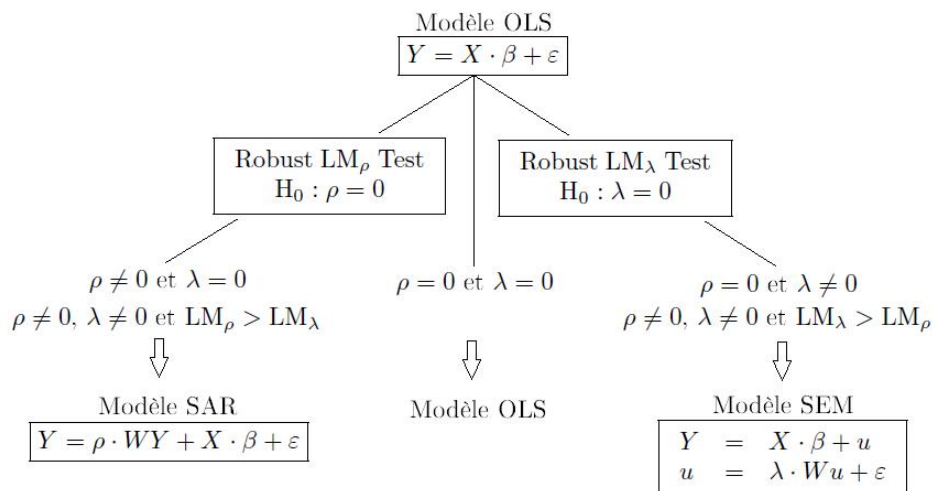 Modèle OLS
Y = X · β + ε
Robust LMρ Test
H0 : ρ = 0
Robust LMλ Test
H0 : λ = 0
ρ ≠ 0 et λ = 0
ρ ≠ 0, λ ≠ 0 et LMρ > LMλ
ρ = 0 et λ = 0
ρ = 0 et λ ≠ 0
ρ ≠ 0, λ ≠ 0 et LMλ > LMρ
Modèle SAR
Y = ρ · WY + X · β + ε
Modèle OLS
Modèle SEM
Y = X · β + u
u = λ · Wu + ε